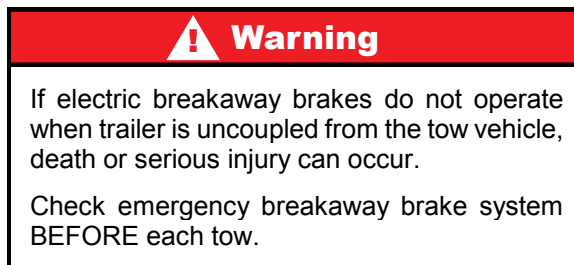 Warning
If electric breakaway brakes do not operate
when trailer is uncoupled from the tow vehicle,
death or serious injury can occur.
Check emergency breakaway brake system
BEFORE each tow.